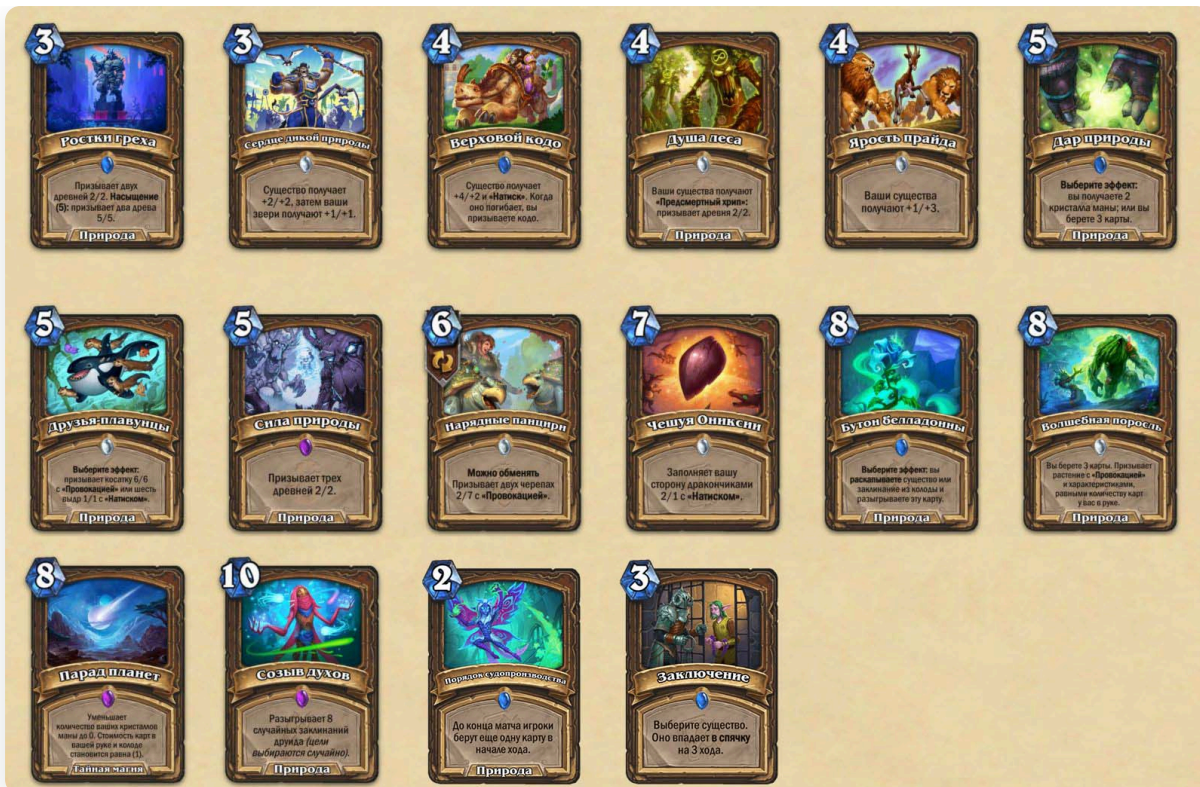 3
Ростки греха
Призывает двух
древней 2/2. Насыщение
(5): призывает два древа
5/5.
Природа
3
Сердце дикой природы
Существо получает
+2/+2, затем ваши
звери получают +1/+1.
4
Верховой кодо
Существо получает
+4/+2 и «Натиск». Когда
оно погибает, вы
призываете кодо.
4
Душа леса
Ваши существа получают
«Предсмертный хрип»:
призывает древня 2/2.
Природа
4
Ярость прайда
Ваши существа
получают +1/+3.
5
Дар природы
Выберите эффект:
вы получаете 2
кристалла маны; или вы
берете 3 карты.
Природа
5
Друзья-плавунцы
Выберите эффект:
призывает косатку 6/6
с «Провокацией» или шесть
выдр 1/1 с «Натиском».
Природа
5
Сила природы
Призывает трех
древней 2/2.
Природа
6
Нарядные панцири
Можно обменять
Призывает двух черепах
2/7 с «Провокацией».
7
Чешуя Ониксии
Заполняет вашу
сторону дракончиками
2/1 с «Натиском».
8
Бутон белладонны
Выберите эффект: вы
раскапываете существо или
заклинание из колоды и
разыгрываете эту карту.
Природа
8
Волшебная поросль
Вы берете 3 карты. Призывает
растение с «Провокацией»
и характеристиками,
равными количеству карт
у вас в руке.
Природа
8
Парад планет
Уменьшает
количество ваших кристаллов
маны до 0. Стоимость карт в
вашей руке и колоде
становится равна (1).
Тайная магия
10
Созыв духов
Разыгрывает 8
случайных заклинаний
друида (цели
выбираются случайно).
Природа
2
Порядок судопроизводства
До конца матча игроки
берут еще одну карту в
начале хода.
Природа
3
Заключение
Выберите существо.
Оно впадает в спячку
на 3 хода.